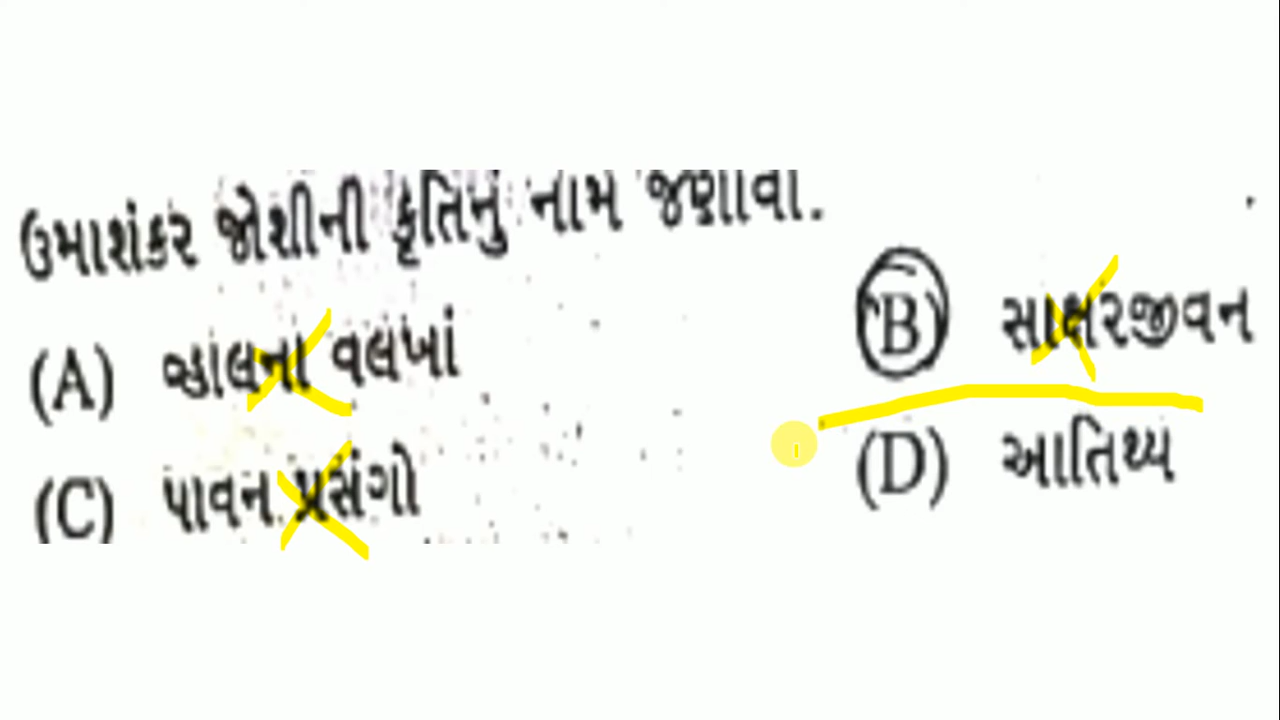 ઉમાશંકર જોશીની કૃતિનું નામ જણાવો.
(A) વ્હાલના વલખાં
(B) સાક્ષરજીવન
(C) પાવન પ્રસંગો
(D) આતિથ્ય